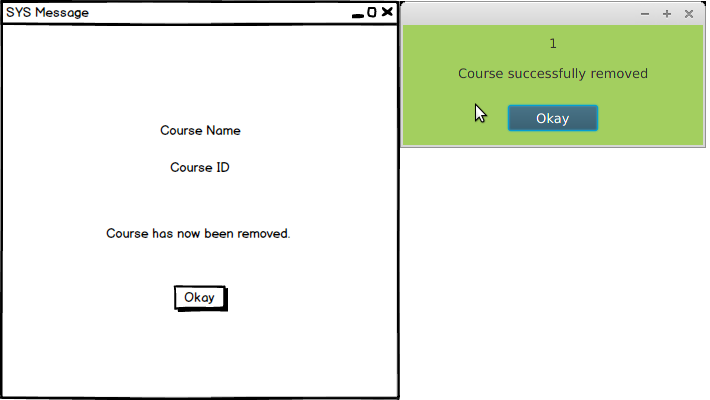 SYS Message
Course Name
Course ID
Course has now been removed.
Okay
1
Course successfully removed
Okay